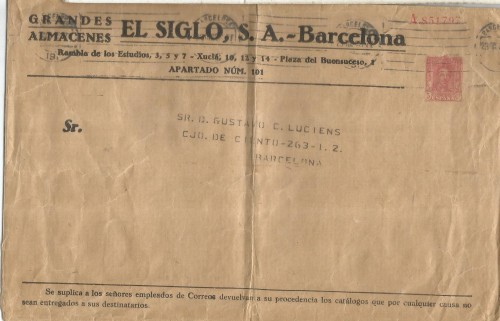 GRANDES
ALMACENES
EL SIGLO, S. A.-Barcelona
Rambla de los Estudios, 3, 5 y 7 - Xuclá, 10, 12 y 14 - Plaza del Buensuceso,
APARTADO NÚM. 101
Sr.
SR. D. GUSTAVO C. LUCIENS
CJO. DE CIENTO-263-1. 2.
BARCELONA
Se suplica a los señores empleados de Correos devuelvan a su procedencia los catálogos que por cualquier causa no
sean entregados a sus destinatarios.